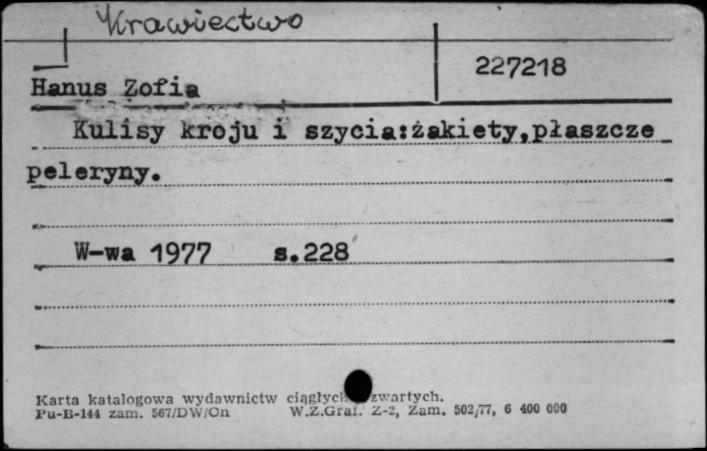 Krawiectwo
227218
Hanus Zofia
Kulisy kroju i szycia:żakiety,płaszcze
peleryny.
W-wa 1977 s.228
Karta katalogowa wydawnictw ciągłych zwartych.
Pu-B-144 zam. 567/DW/On W.Z.Graf. Z-2, Zam. 502/77, 6 400 000